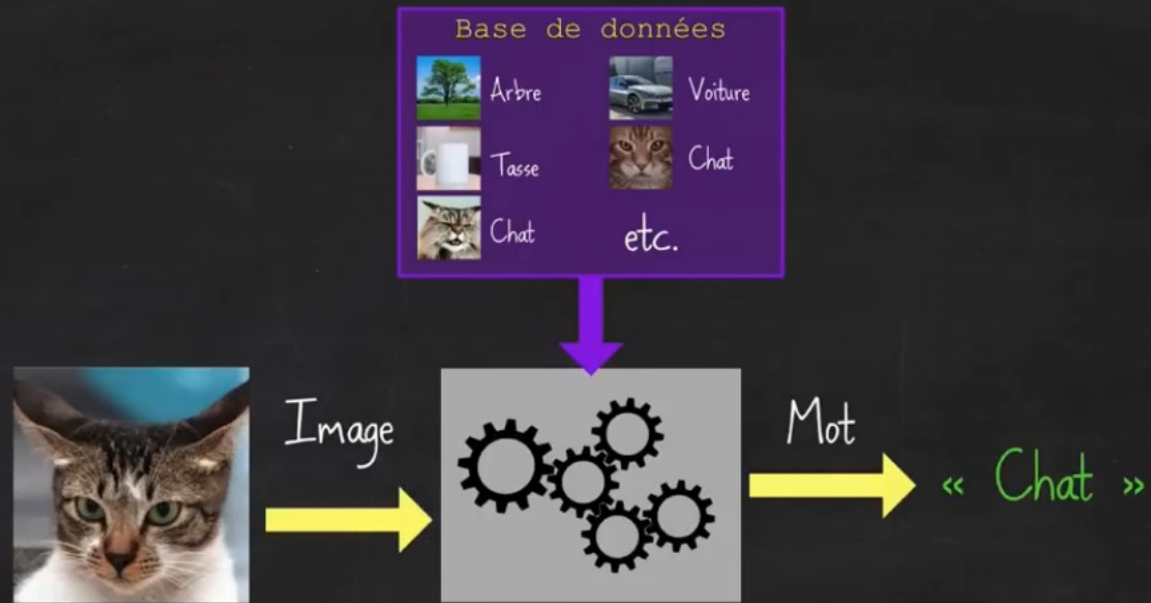 Base de données
Arbre
Voiture
Tasse
Chat
Chat
etc.
Image
Mot
« Chat »